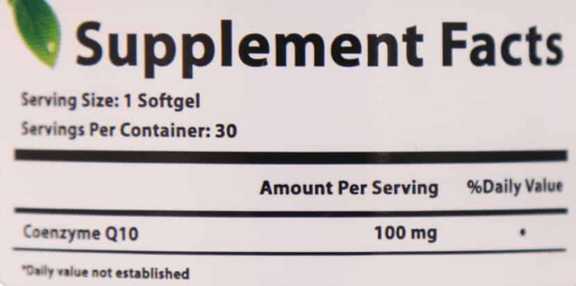 Supplement Facts
Serving Size: 1 Softgel
Servings Per Container: 30
Amount Per Serving %Daily Value
Coenzyme Q10 100 mg *
*Daily value not established